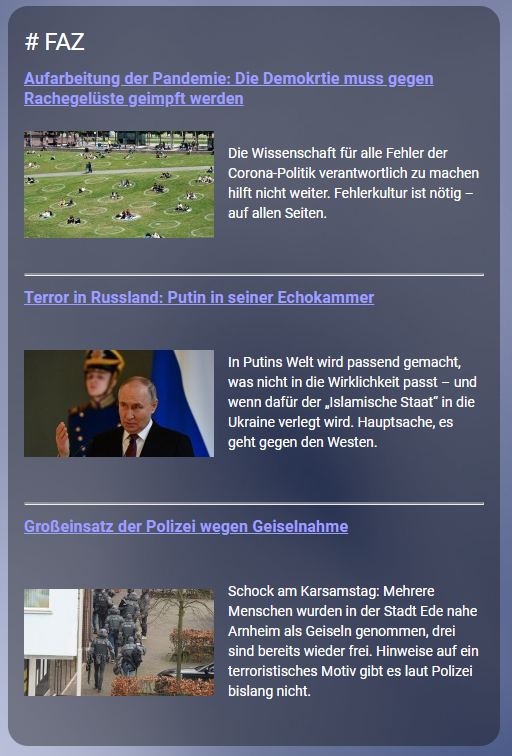 # FAZ
Aufarbeitung der Pandemie: Die Demokrtie muss gegen
Rachegelüste geimpft werden
Die Wissenschaft für alle Fehler der
Corona-Politik verantwortlich zu machen
hilft nicht weiter. Fehlerkultur ist nötig –
auf allen Seiten.
Terror in Russland: Putin in seiner Echokammer
In Putins Welt wird passend gemacht,
was nicht in die Wirklichkeit passt – und
wenn dafür der „Islamische Staat“ in die
Ukraine verlegt wird. Hauptsache, es
geht gegen den Westen.
Großeinsatz der Polizei wegen Geiselnahme
Schock am Karsamstag: Mehrere
Menschen wurden in der Stadt Ede nahe
Arnheim als Geiseln genommen, drei
sind bereits wieder frei. Hinweise auf ein
terroristisches Motiv gibt es laut Polizei
bislang nicht.